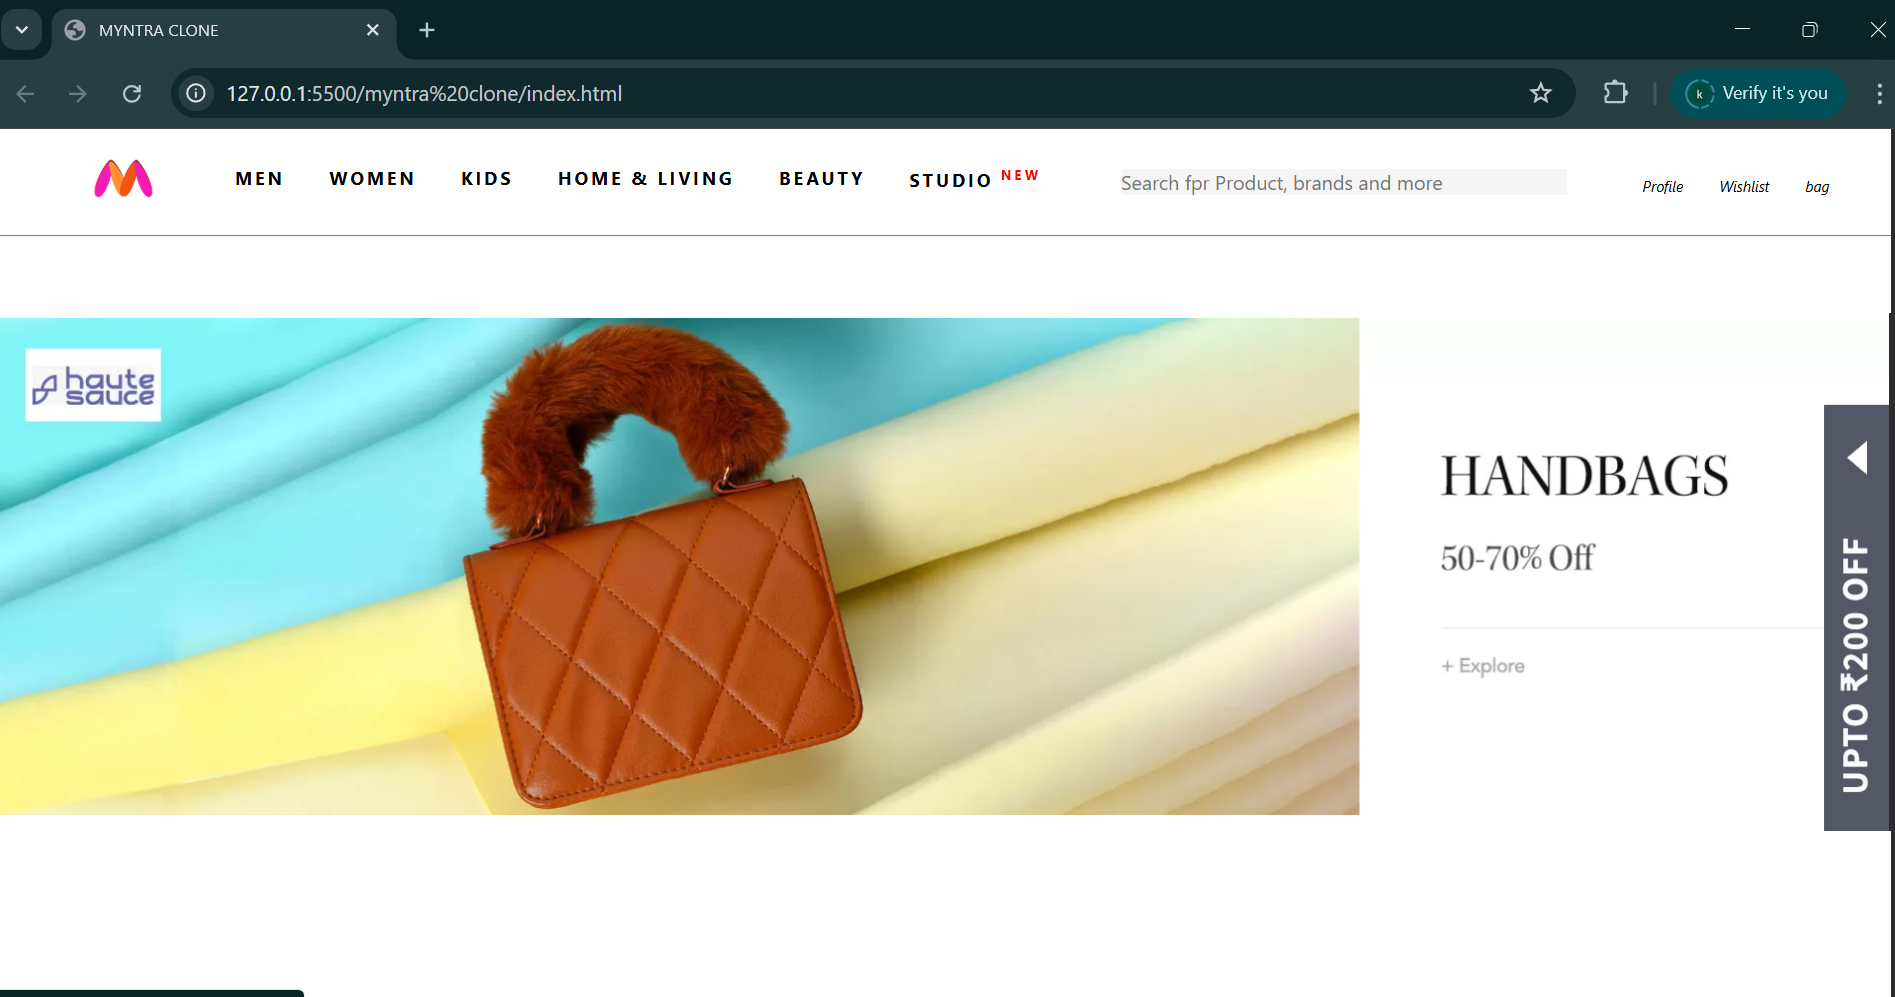 MYNTRA CLONE
127.0.0.1:5500/myntra%20clone/index.html
k Verify it's you
MEN WOMEN KIDS HOME & LIVING BEAUTY STUDIO NEW
Search fpr Product, brands and more
Profile Wishlist bag
haute
sauce
HANDBAGS
50-70% Off
+ Explore
UPTO ₹200 OFF